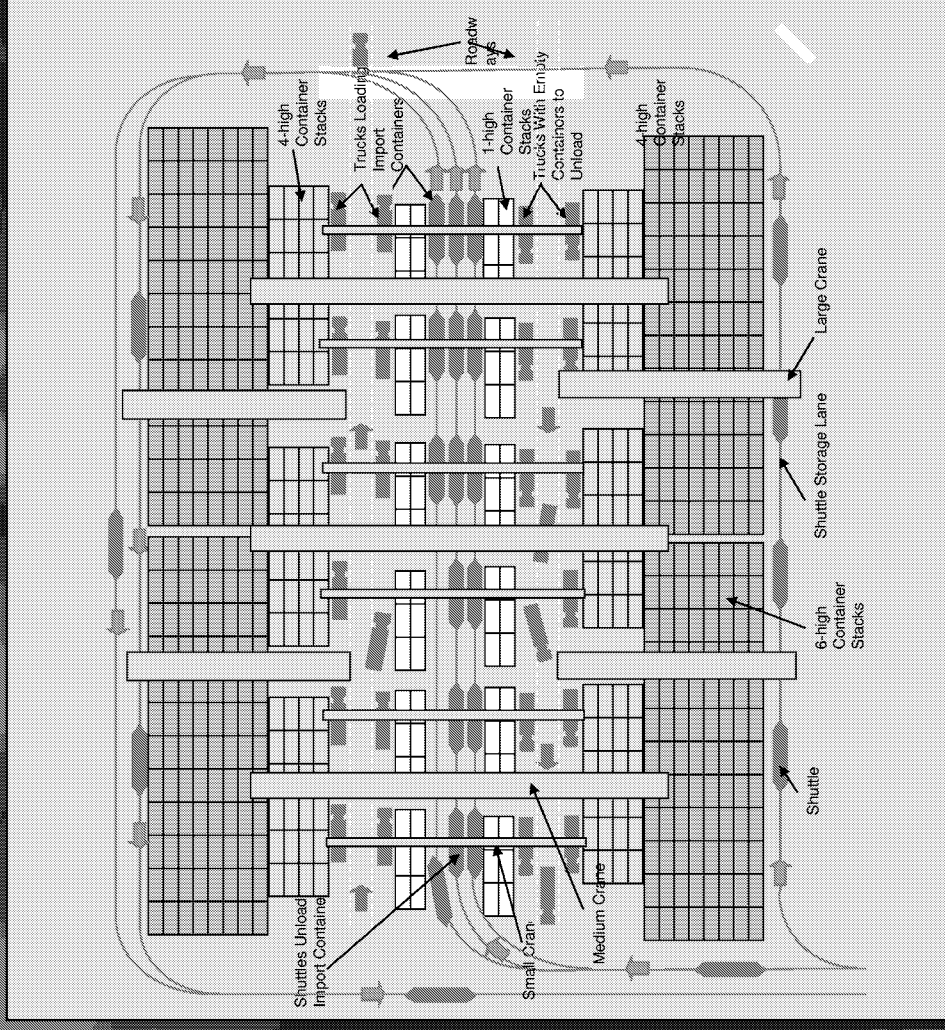 Roadw
ays
4-high
Container
Stacks
Trucks Loading
Import
Containers
1-high
Container
Stacks
Trucks With Empty
Containors to
Unload
4-high
Container
Stacks
Large Crane
Shuttle Storage Lane
6-high
Container
Stacks
Shuttle
Medium Crane
Small Cran
Shuttles Unload
Import Containe